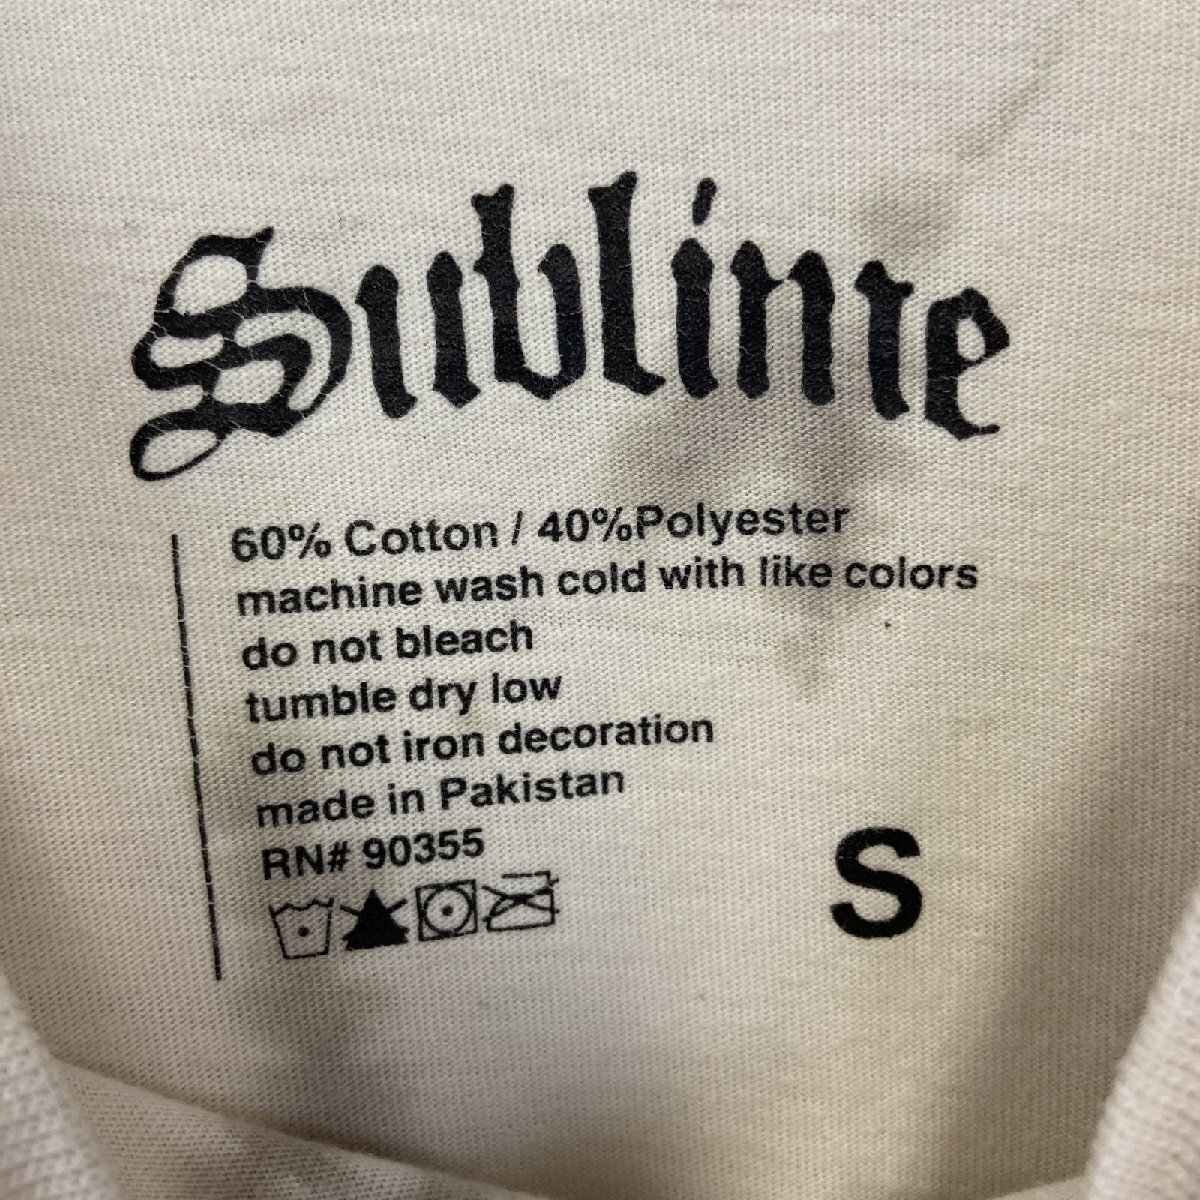 Sublime
60% Cotton / 40%Polyester
machine wash cold with like colors
do not bleach
tumble dry low
do not iron decoration
made in Pakistan
RN# 90355
S